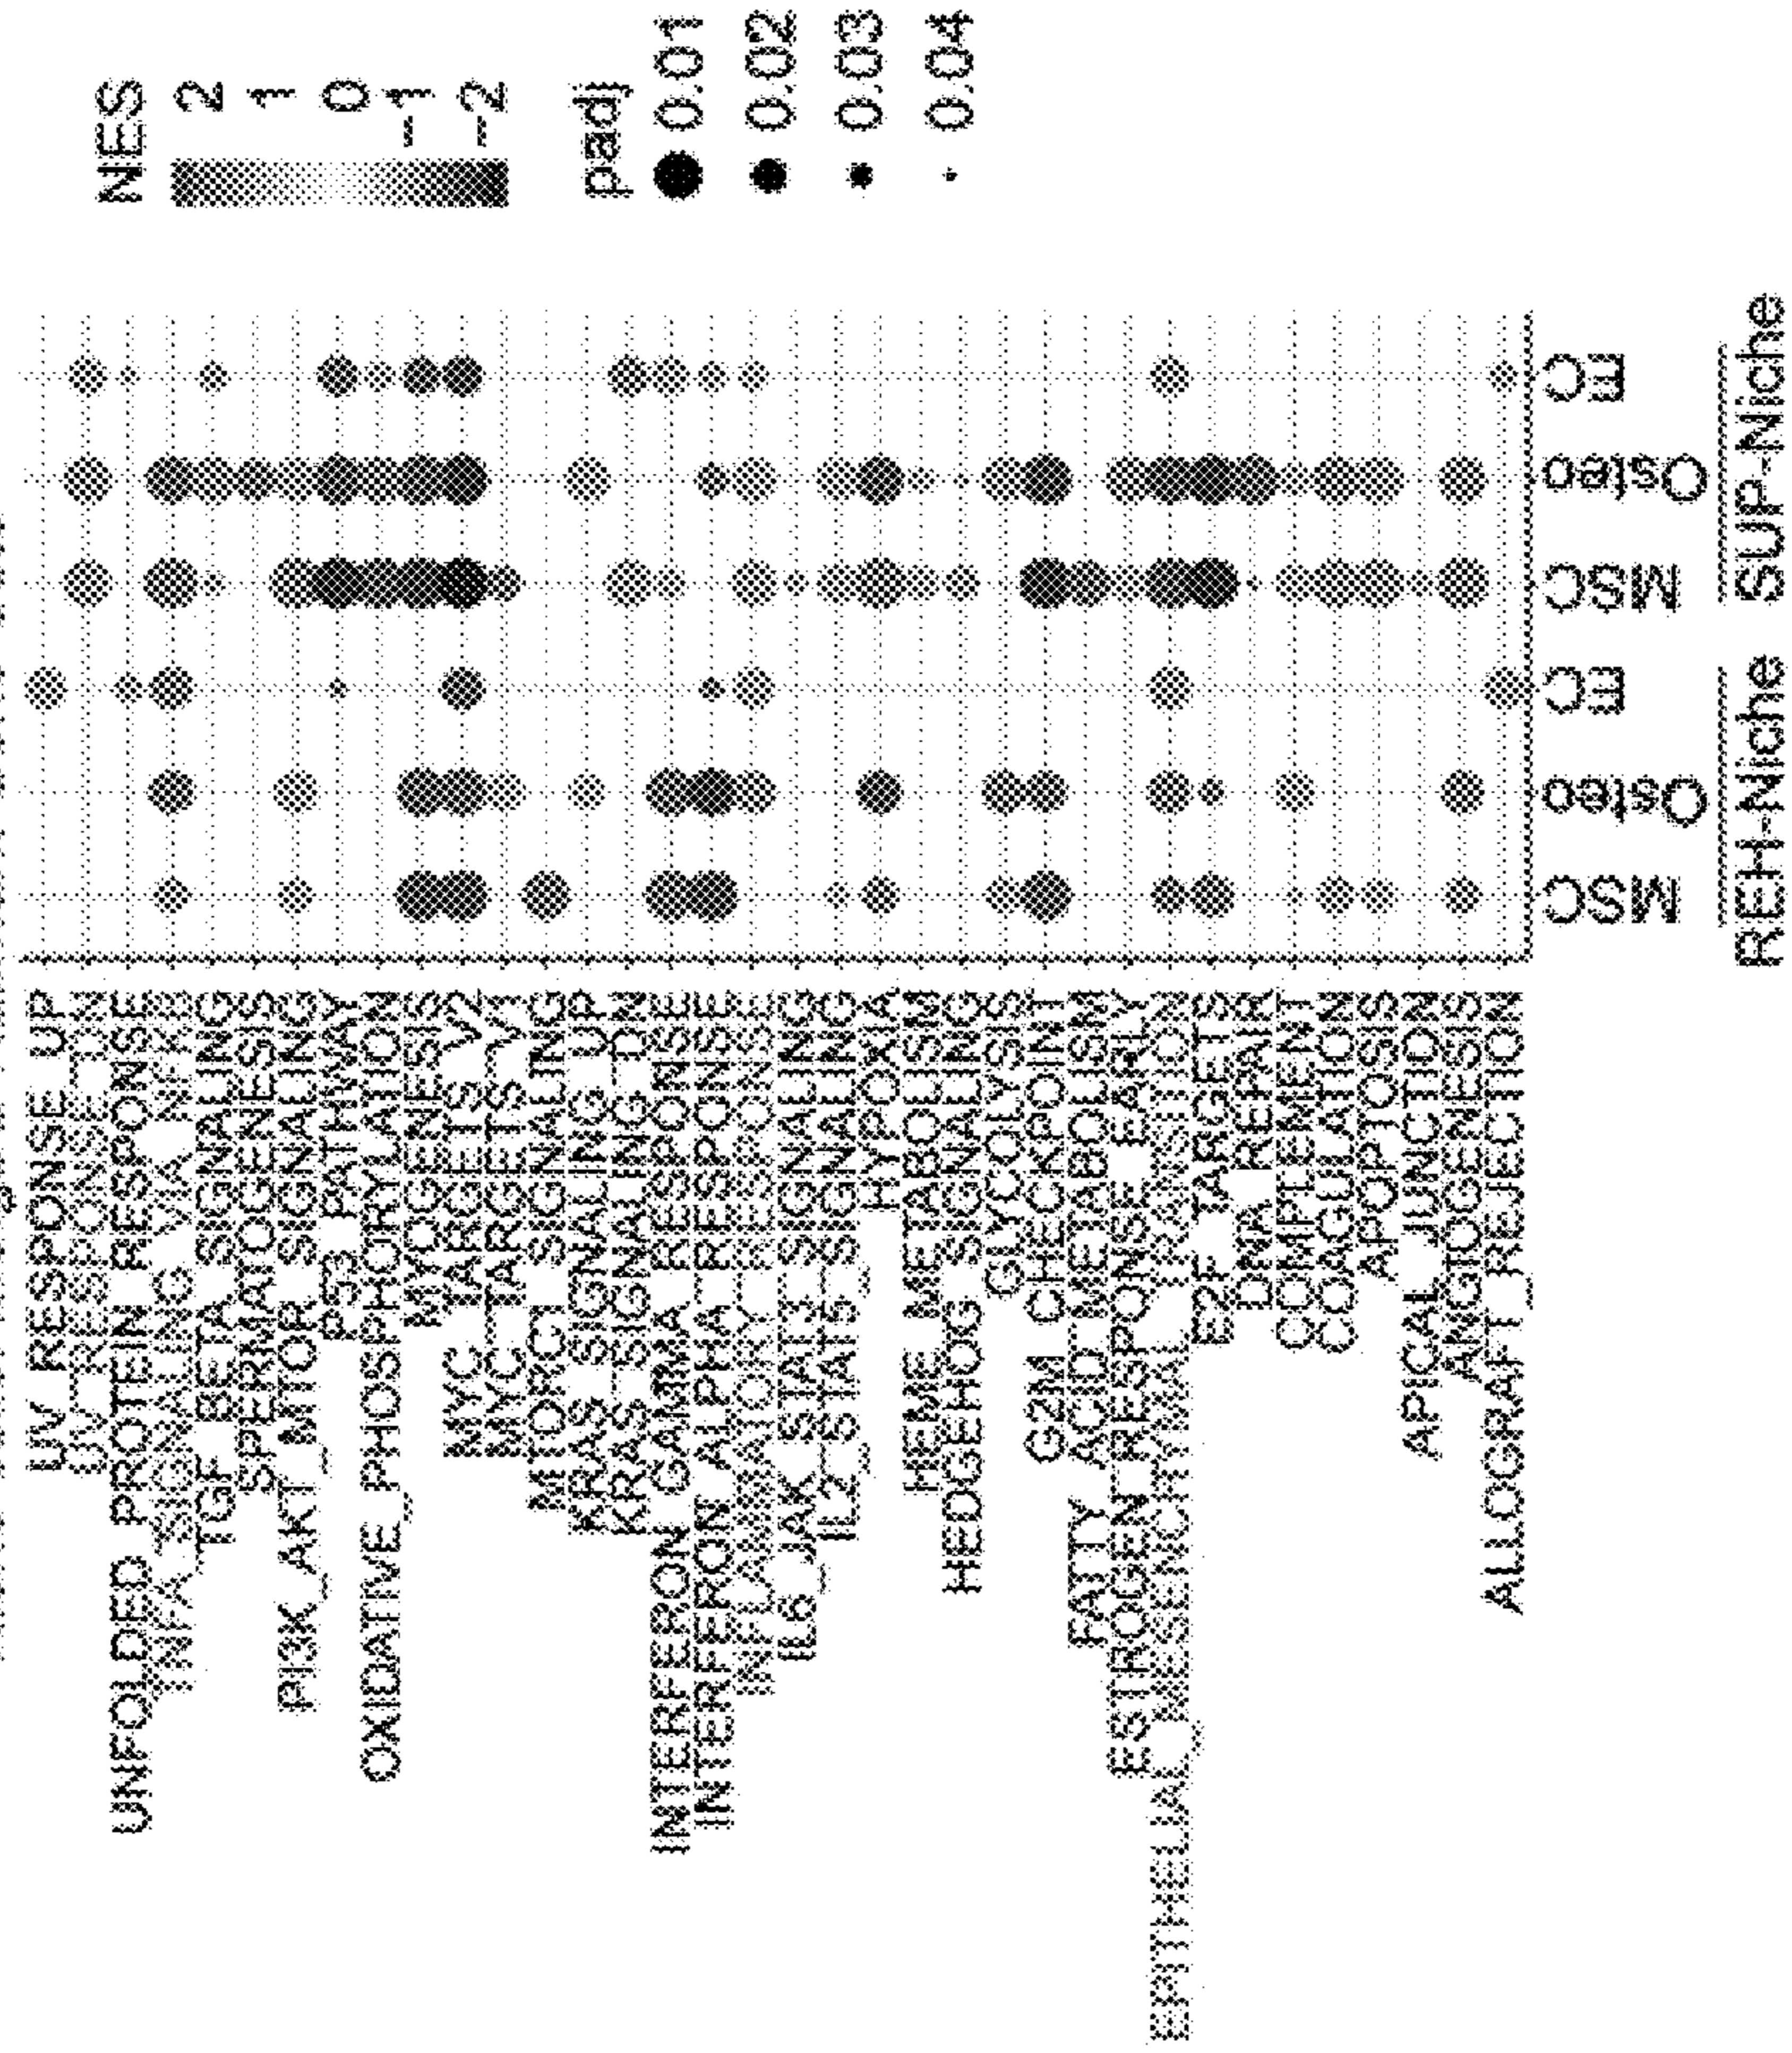 UV_RESPONSE_UP
UV_RESPONSE_DN
UNFOLDED_PROTEIN_RESPONSE
TNFA_SIGNALING_VIA_NFKB
TGF_BETA_SIGNALING
SPERMATOGENESIS
PI3K_AKT_MTOR_SIGNALING
P53_PATHWAY
OXIDATIVE_PHOSPHORYLATION
MYOGENESIS
MYC_TARGETS_V2
MYC_TARGETS_V1
MTORC1_SIGNALING
KRAS_SIGNALING_UP
KRAS_SIGNALING_DN
INTERFERON_GAMMA_RESPONSE
INTERFERON_ALPHA_RESPONSE
INFLAMMATORY_RESPONSE
IL6_JAK_STAT3_SIGNALING
IL2_STAT5_SIGNALING
HYPOXIA
HEME_METABOLISM
HEDGEHOG_SIGNALING
GLYCOLYSIS
G2M_CHECKPOINT
FATTY_ACID_METABOLISM
ESTROGEN_RESPONSE_EARLY
EPITHELIAL_MESENCHYMAL_TRANSITION
E2F_TARGETS
DNA_REPAIR
COMPLEMENT
COAGULATION
APOPTOSIS
APICAL_JUNCTION
ANGIOGENESIS
ALLOGRAFT_REJECTION
MSC Osteo EC MSC Osteo EC
REH-Niche SUP-Niche
NES
2
1
0
-1
-2
padj
0.01
0.02
0.03
0.04